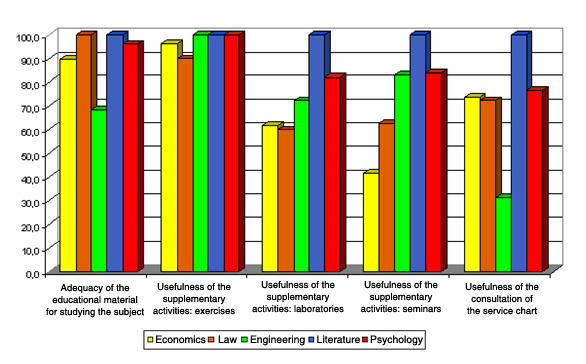 100,0
90,0
80,0
70,0
60,0
50,0
40,0
30,0
20,0
10,0
0,0
Adequacy of the
educational material
for studying the subject
Usefulness of the
supplementary
activities: exercises
Usefulness of the
supplementary
activities: laboratories
Usefulness of the
supplementary
activities: seminars
Usefulness of the
consultation of
the service chart
Economics Law Engineering Literature Psychology